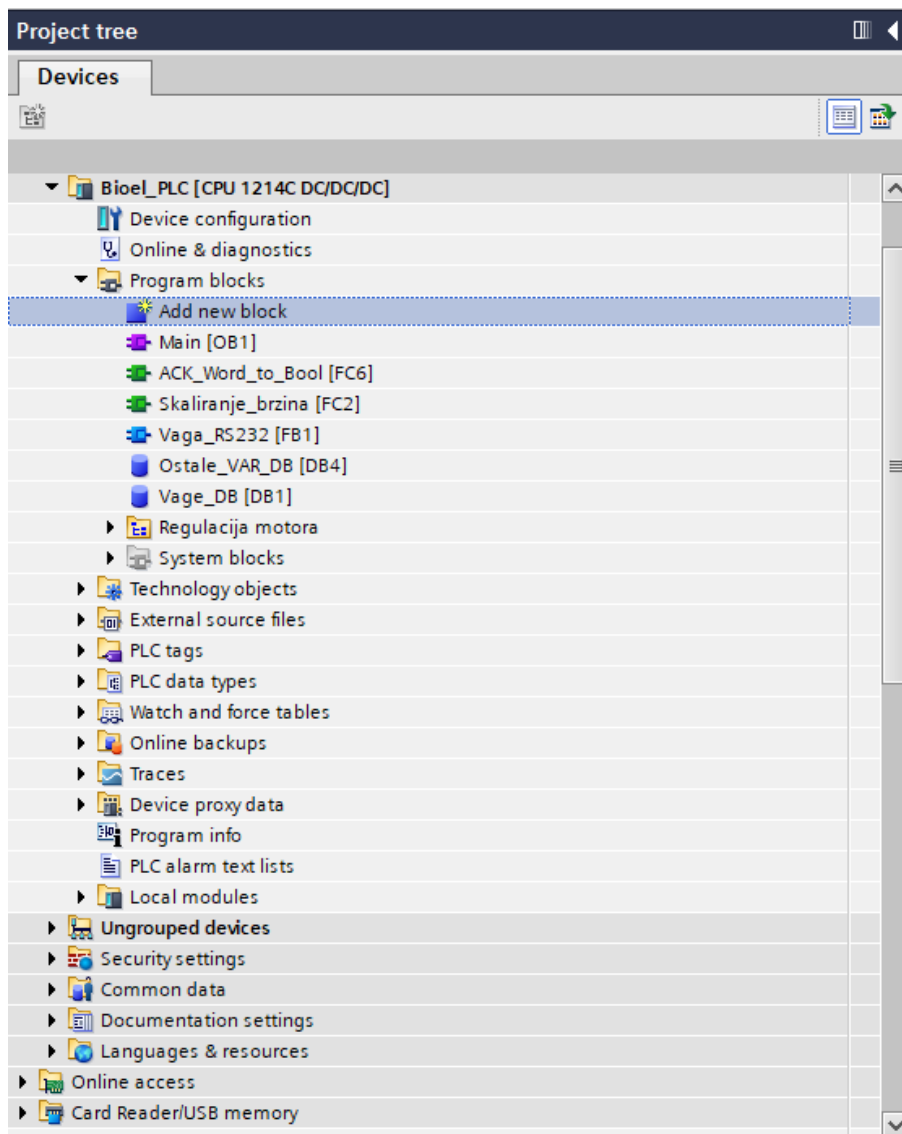 Project tree
Devices
Bioel_PLC [CPU 1214C DC/DC/DC]
Device configuration
Online & diagnostics
Program blocks
Add new block
Main [OB1]
ACK_Word_to_Bool [FC6]
Skaliranje_brzina [FC2]
Vaga_RS232 [FB1]
Ostale_VAR_DB [DB4]
Vage_DB [DB1]
Regulacija motora
System blocks
Technology objects
External source files
PLC tags
PLC data types
Watch and force tables
Online backups
Traces
Device proxy data
Program info
PLC alarm text lists
Local modules
Ungrouped devices
Security settings
Common data
Documentation settings
Languages & resources
Online access
Card Reader/USB memory